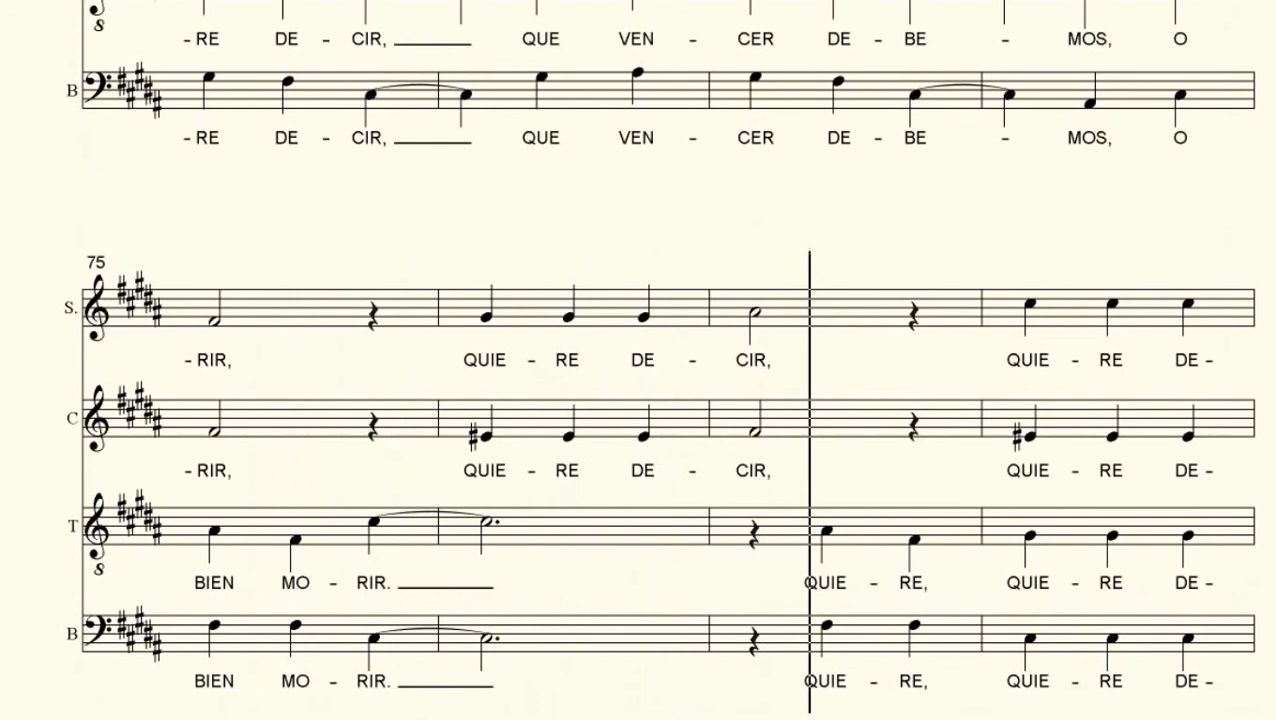 8
- RE DE - CIR, QUE VEN - CER DE - BE - MOS, O
B
- RE DE - CIR, QUE VEN - CER DE - BE - MOS, O
75
S.
- RIR, QUIE - RE DE - CIR, QUIE - RE DE -
C
- RIR, QUIE - RE DE - CIR, QUIE - RE DE -
T
8
BIEN MO - RIR. QUIE - RE, QUIE - RE DE -
B
BIEN MO - RIR. QUIE - RE, QUIE - RE DE -